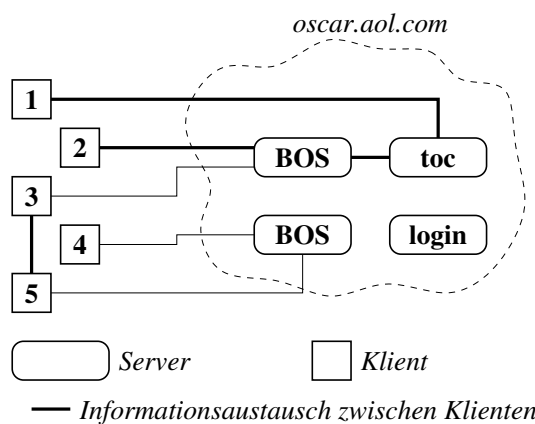 oscar.aol.com
1
2
BOS
toc
3
4
BOS
login
5
Server
Klient
Informationsaustausch zwischen Klienten